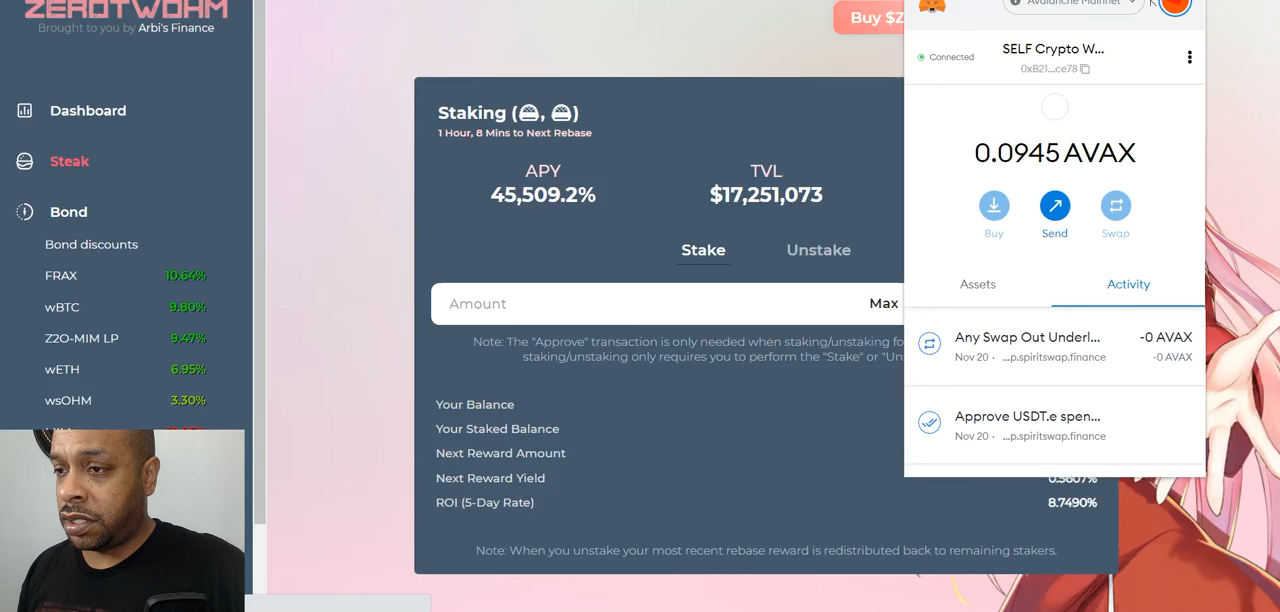 ZEROTWOHM
Brought to you by Arbi's Finance
Dashboard
Steak
Bond
Bond discounts
FRAX 10.64%
wBTC 9.80%
Z2O-MIM LP 9.47%
wETH 6.95%
wsOHM 3.30%
Buy $Z
Staking (🍔, 🍔)
1 Hour, 8 Mins to Next Rebase
APY TVL
45,509.2% $17,251,073
Stake Unstake
Amount Max
Note: The "Approve" transaction is only needed when staking/unstaking fo
staking/unstaking only requires you to perform the "Stake" or "Un
Your Balance
Your Staked Balance
Next Reward Amount
Next Reward Yield 0.5607%
ROI (5-Day Rate) 8.7490%
Note: When you unstake your most recent rebase reward is redistributed back to remaining stakers.
Avalanche Mainnet
Connected
SELF Crypto W...
0xB21...ce78
0.0945 AVAX
Buy Send Swap
Assets Activity
Any Swap Out Underl... -0 AVAX
Nov 20 · ...p.spiritswap.finance -0 AVAX
Approve USDT.e spen...
Nov 20 · ...p.spiritswap.finance